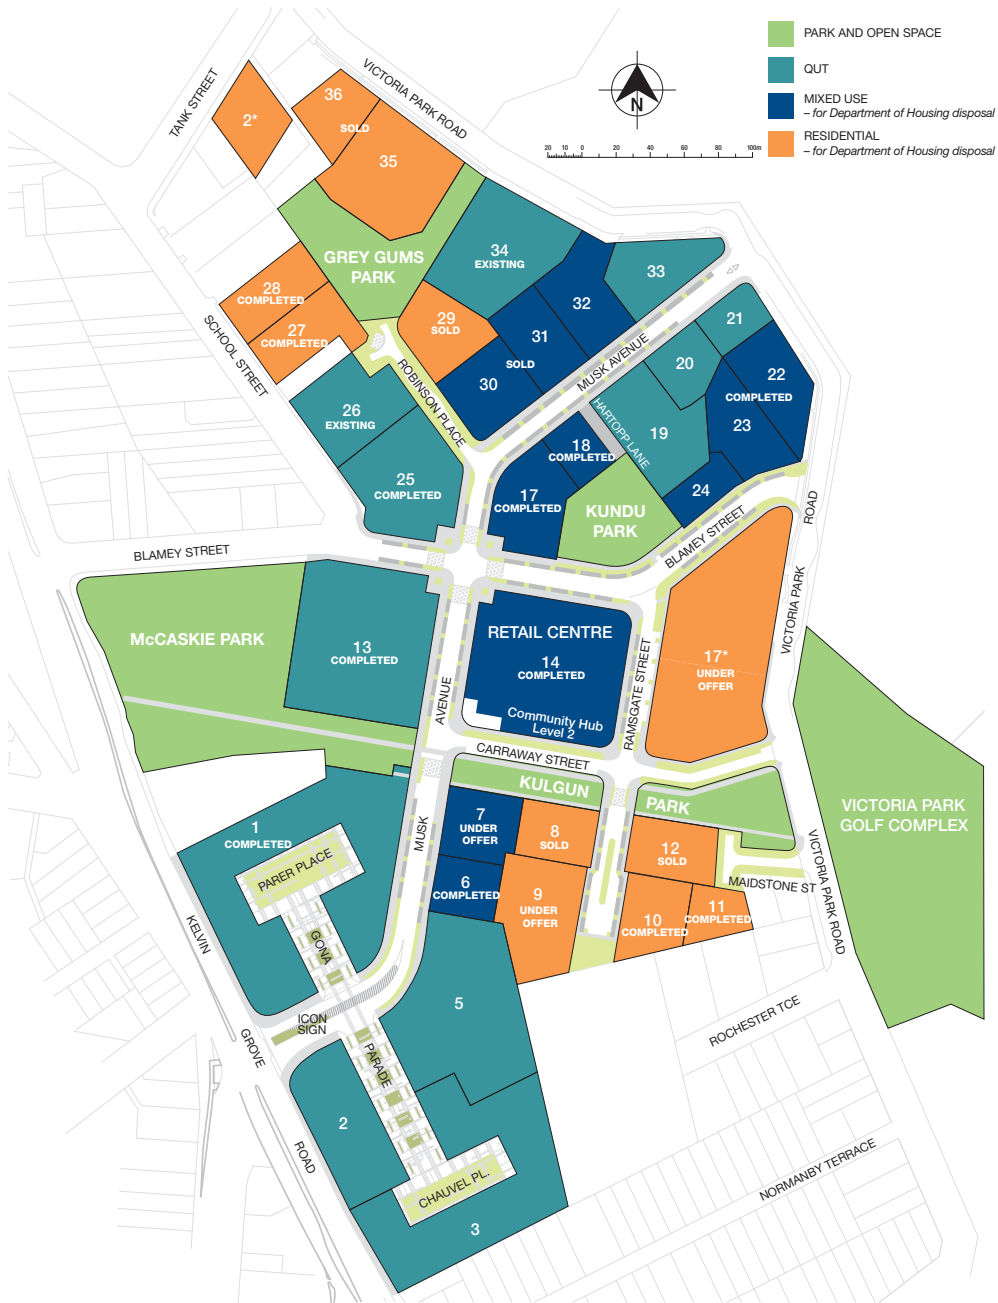 PARK AND OPEN SPACE
QUT
MIXED USE
– for Department of Housing disposal
RESIDENTIAL
– for Department of Housing disposal
N
20 10 0 20 40 60 80 100m
TANK STREET
VICTORIA PARK ROAD
2*
36
SOLD
35
GREY GUMS
PARK
34
EXISTING
33
32
31
SOLD
30
29
SOLD
28
COMPLETED
27
COMPLETED
SCHOOL STREET
ROBINSON PLACE
MUSK AVENUE
21
20
22
COMPLETED
23
19
24
HARTOPP LANE
26
EXISTING
25
COMPLETED
18
COMPLETED
17
COMPLETED
KUNDU
PARK
BLAMEY STREET
VICTORIA PARK
ROAD
BLAMEY STREET
McCASKIE PARK
13
COMPLETED
RETAIL CENTRE
14
COMPLETED
Community Hub
Level 2
AVENUE
RAMSGATE STREET
17*
UNDER
OFFER
CARRAWAY STREET
KULGUN
PARK
VICTORIA PARK
GOLF COMPLEX
1
COMPLETED
PARER PLACE
MUSK
7
UNDER
OFFER
8
SOLD
12
SOLD
6
COMPLETED
9
UNDER
OFFER
10
COMPLETED
11
COMPLETED
MAIDSTONE ST
VICTORIA PARK ROAD
KELVIN
GROVE
ROAD
GONA
PARADE
ICON
SIGN
5
2
CHAUVEL PL.
3
ROCHESTER TCE
NORMANBY TERRACE